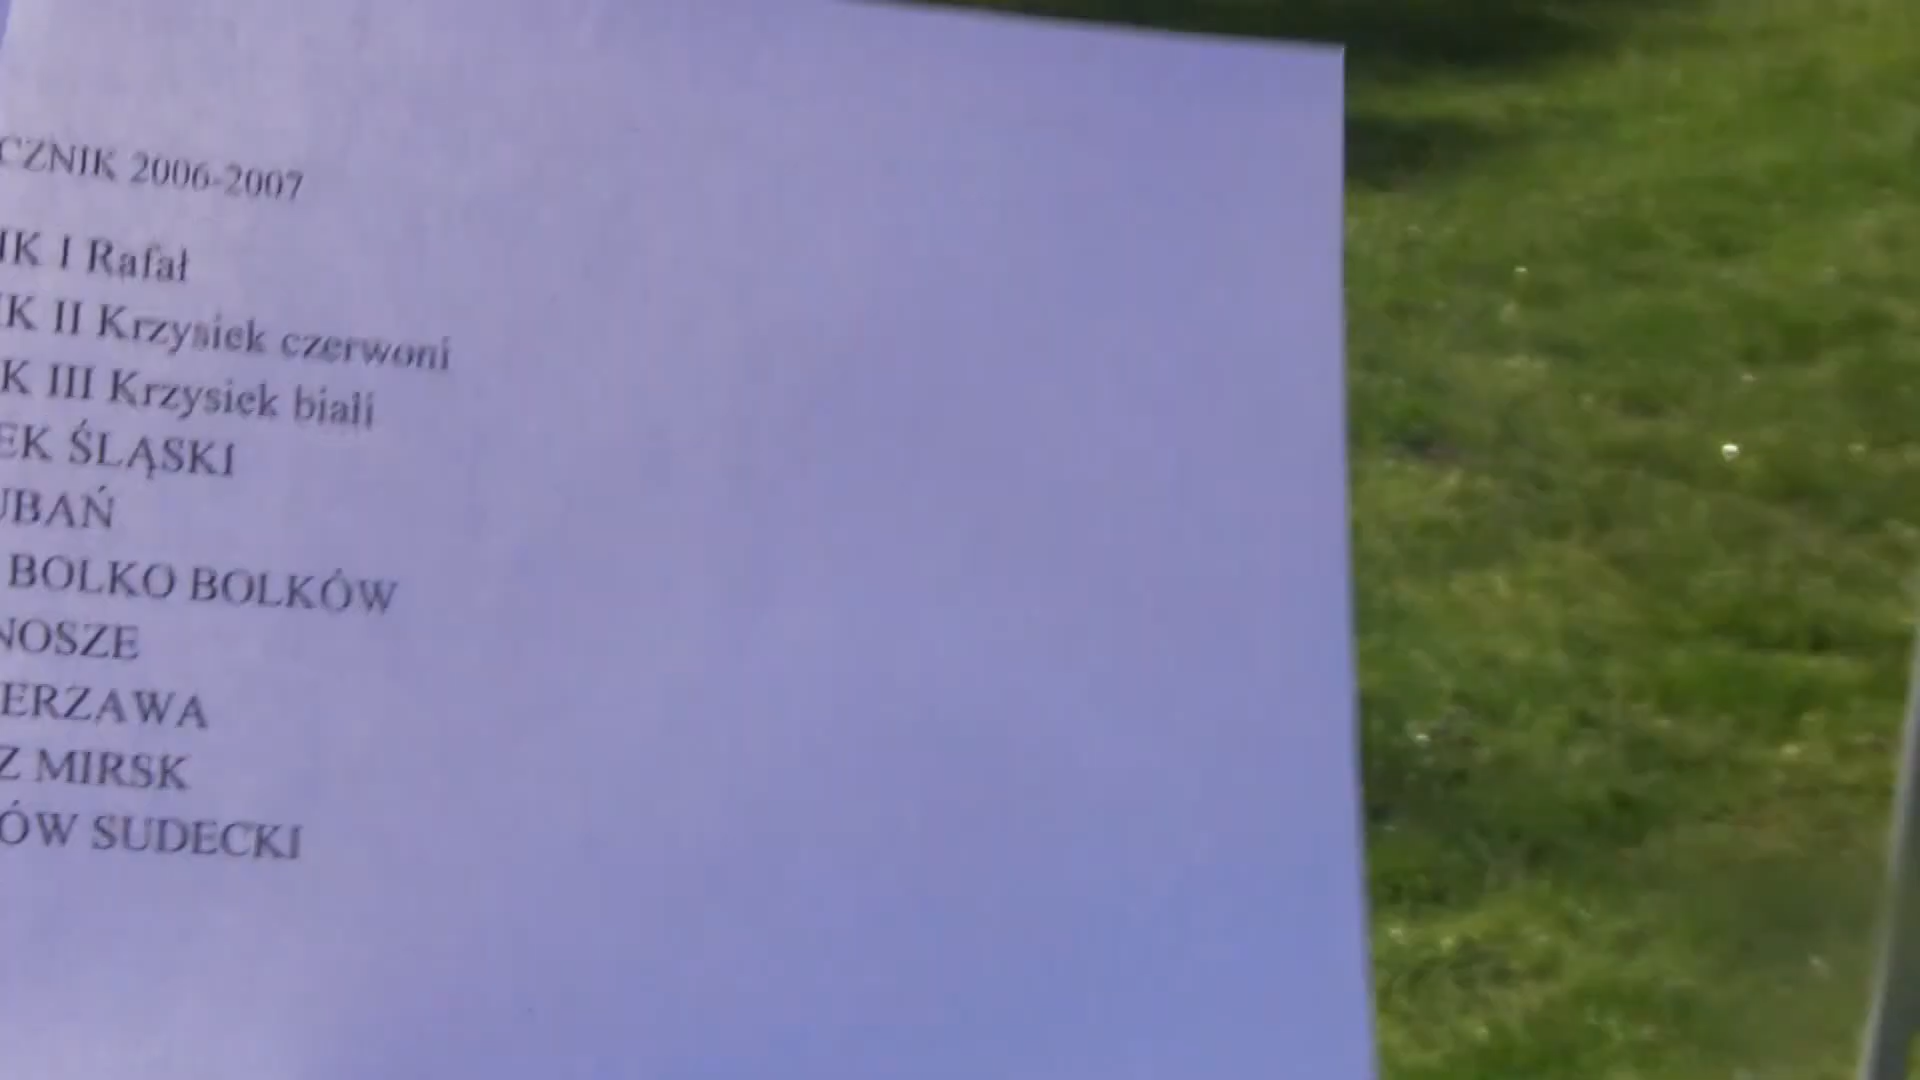 CZNIK 2006-2007
IK I Rafał
IK II Krzysiek czerwoni
K III Krzysiek biali
EK ŚLĄSKI
UBAŃ
BOLKO BOLKÓW
NOSZE
ERZAWA
Z MIRSK
ÓW SUDECKI